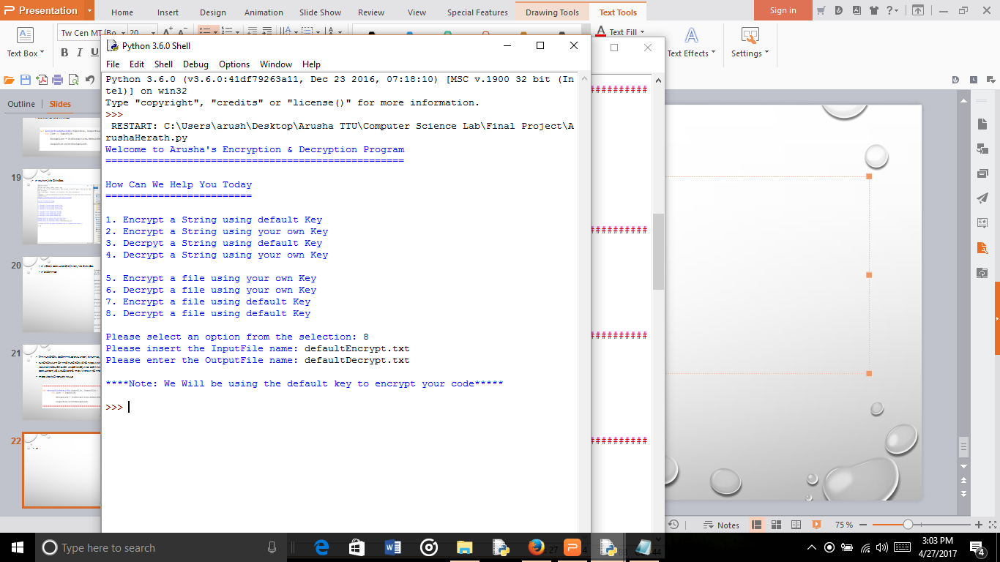 Presentation
Home Insert Design Animation Slide Show Review View Special Features Drawing Tools Text Tools
Sign in
Text Box
Tw Cen MT (Bo 20
B I U
Text Fill
Text Effects
Settings
Outline Slides
19
20
21
22
Python 3.6.0 Shell
File Edit Shell Debug Options Window Help
Python 3.6.0 (v3.6.0:41df79263a11, Dec 23 2016, 07:18:10) [MSC v.1900 32 bit (In
tel)] on win32
Type "copyright", "credits" or "license()" for more information.
>>>
RESTART: C:\Users\arush\Desktop\Arusha TTU\Computer Science Lab\Final Project\A
rushaHerath.py
Welcome to Arusha's Encryption & Decryption Program
===================================================
How Can We Help You Today
=========================
1. Encrypt a String using default Key
2. Encrypt a String using your own Key
3. Decrpyt a String using default Key
4. Decrypt a String using your own Key
5. Encrypt a file using your own Key
6. Decrypt a file using your own Key
7. Encrypt a file using default Key
8. Decrypt a file using default Key
Please select an option from the selection: 8
Please insert the InputFile name: defaultEncrypt.txt
Please enter the OutputFile name: defaultDecrypt.txt
****Note: We Will be using the default key to encrypt your code*****
>>>
##########
##########
##########
##########
Notes
75 %
Type here to search
3:03 PM
4/27/2017
4